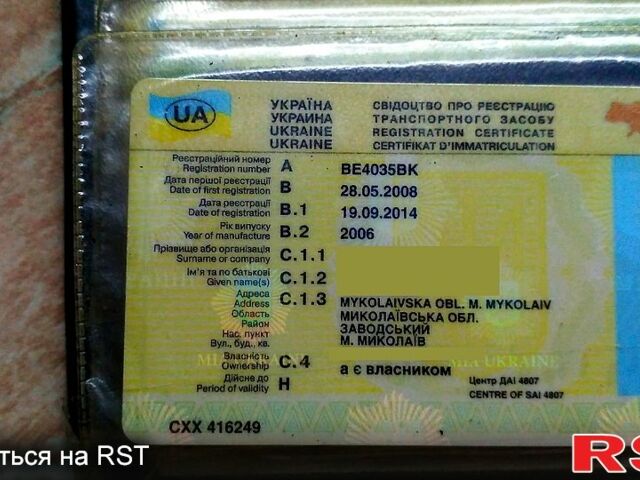 UA
УКРАЇНА
УКРАИНА
UKRAINE
UKRAINE
СВІДОЦТВО ПРО РЕЄСТРАЦІЮ
ТРАНСПОРТНОГО ЗАСОБУ
REGISTRATION CERTIFICATE
CERTIFIKAT D'IMMATRICULATION
Реєстраційний номер
Registration number A BE4035BK
Дата першої реєстрації
Date of first registration B 28.05.2008
Дата реєстрації
Date of registration B.1 19.09.2014
Рік випуску
Year of manufacture B.2 2006
Прізвище або організація
Surname or company C.1.1
Ім'я та по батькові
Given name(s) C.1.2
Адреса
Address C.1.3 MYKOLAIVSKA OBL. M. MYKOLAIV
Область МИКОЛАЇВСЬКА ОБЛ.
Район ЗАВОДСЬКИЙ
Нас. пункт М. МИКОЛАЇВ
Вул., буд., кв.
MIA UKRAINE
Власність
Ownership C.4 а є власником
Дійсне до
Period of validity H
Центр ДАІ 4807
CENTRE OF SAI 4807
CXX 416249
ться на RST
RS